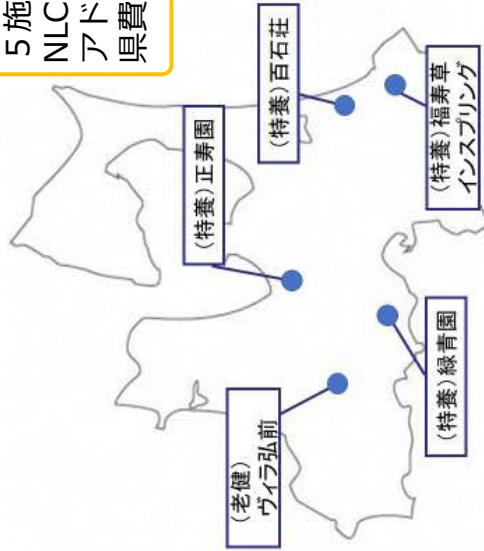 ５施
NLC
アド
県費
(特養)正寿園
(特養)百石荘
(特養)福寿草
インスプリング
(特養)緑青園
(老健)
ヴィラ弘前